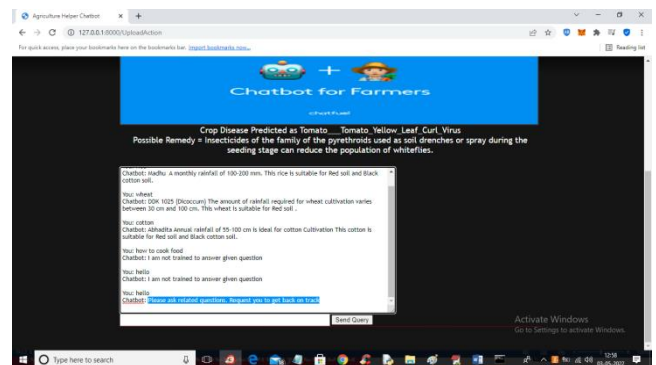 Agriculture Helper Chatbot
127.0.0.1:8000/UploadAction
For quick access, place your bookmarks here on the bookmarks bar. Import bookmarks now...
Reading list
Chatbot for Farmers
chatfuel
Crop Disease Predicted as Tomato___Tomato_Yellow_Leaf_Curl_Virus
Possible Remedy = Insecticides of the family of the pyrethroids used as soil drenches or spray during the
seeding stage can reduce the population of whiteflies.
Chatbot: Madhu A monthly rainfall of 100-200 mm. This rice is suitable for Red soil and Black
cotton soil.
You: wheat
Chatbot: DDK 1025 (Dicoccum) The amount of rainfall required for wheat cultivation varies
between 30 cm and 100 cm. This wheat is suitable for Red soil .
You: cotton
Chatbot: Abhadita Annual rainfall of 55-100 cm is ideal for cotton Cultivation This cotton is
suitable for Red soil and Black cotton soil.
You: how to cook food
Chatbot: I am not trained to answer given question
You: hello
Chatbot: I am not trained to answer given question
You: hello
Chatbot: Please ask related questions. Request you to get back on track
Send Query
Activate Windows
Go to Settings to activate Windows.
Type here to search
12:58